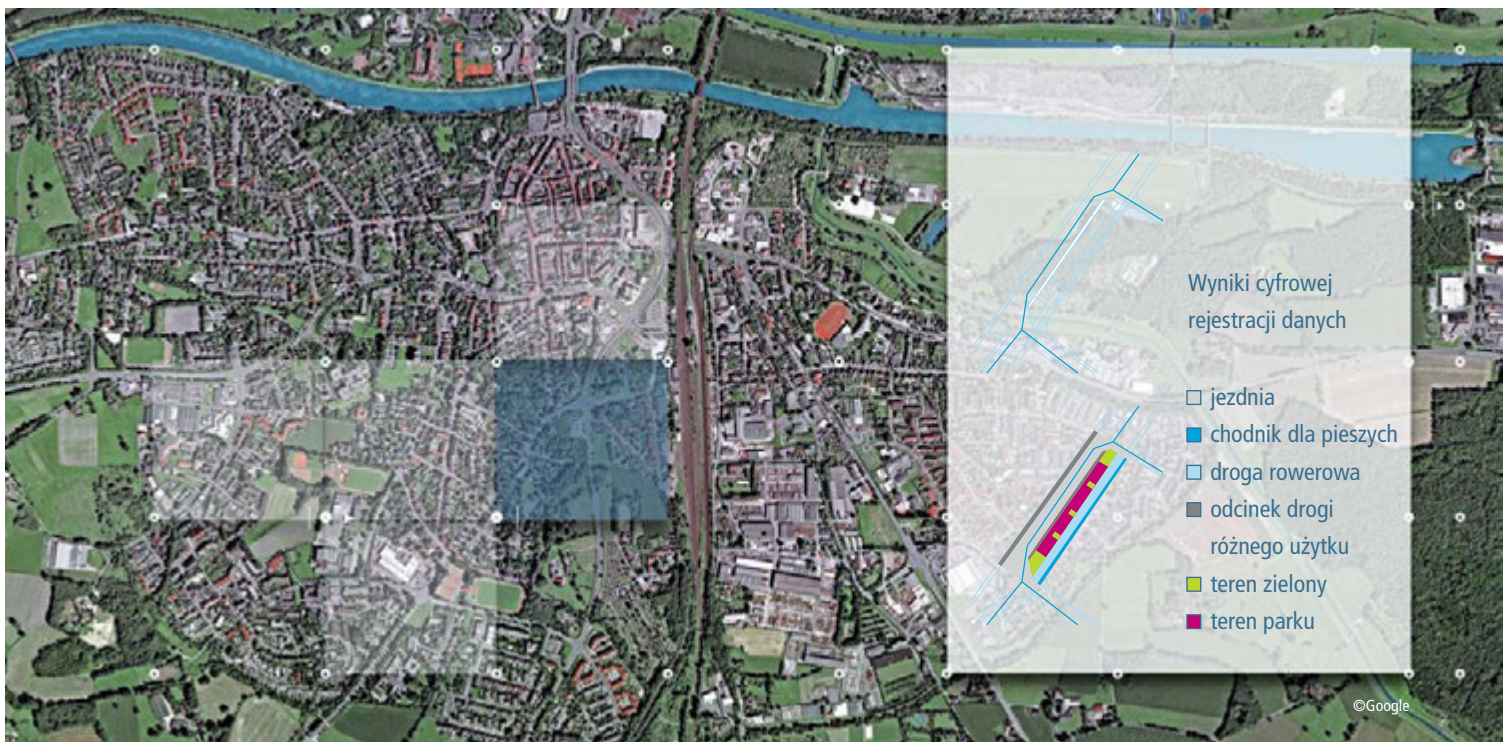 Wyniki cyfrowej
rejestracji danych
jezdnia
chodnik dla pieszych
droga rowerowa
odcinek drogi
różnego użytku
teren zielony
teren parku
©Google